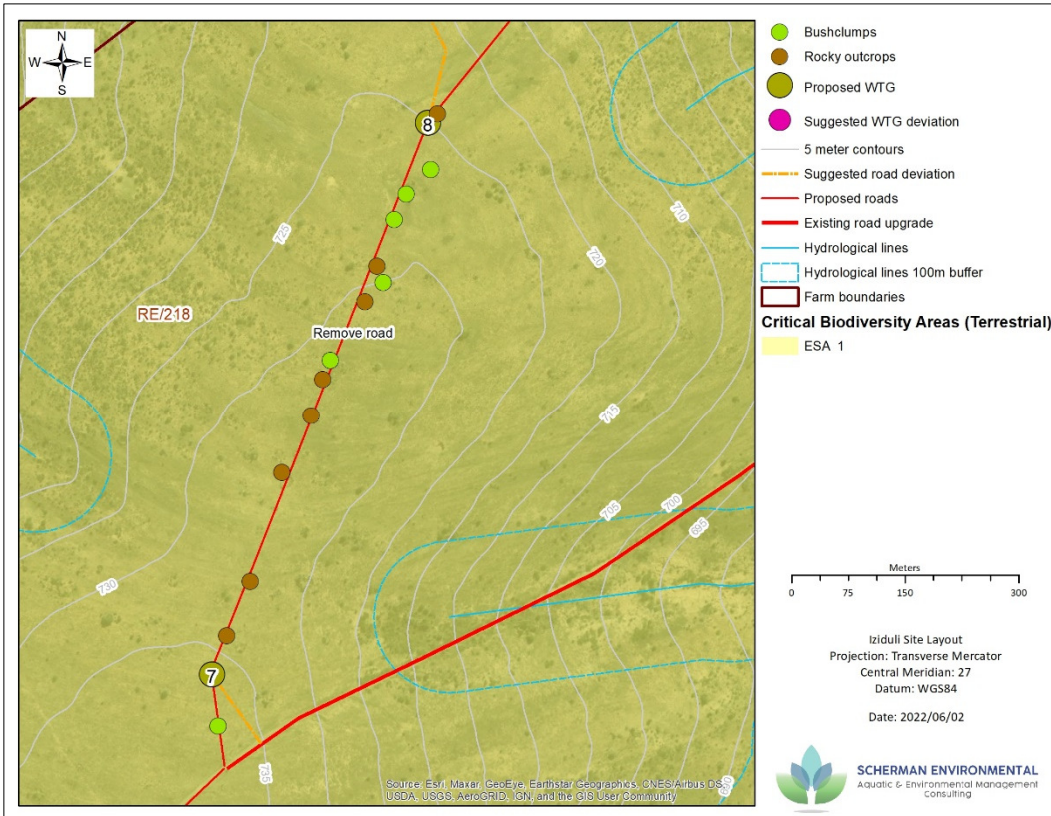 N
W E
S
8
725
710
720
RE/218
Remove road
715
705
700
695
730
7
735
690
Source: Esri, Maxar, GeoEye, Earthstar Geographics, CNES/Airbus DS,
USDA, USGS, AeroGRID, IGN, and the GIS User Community
Bushclumps
Rocky outcrops
Proposed WTG
Suggested WTG deviation
5 meter contours
Suggested road deviation
Proposed roads
Existing road upgrade
Hydrological lines
Hydrological lines 100m buffer
Farm boundaries
Critical Biodiversity Areas (Terrestrial)
ESA 1
Meters
0 75 150 300
Iziduli Site Layout
Projection: Transverse Mercator
Central Meridian: 27
Datum: WGS84
Date: 2022/06/02
SCHERMAN ENVIRONMENTAL
Aquatic & Environmental Management
Consulting